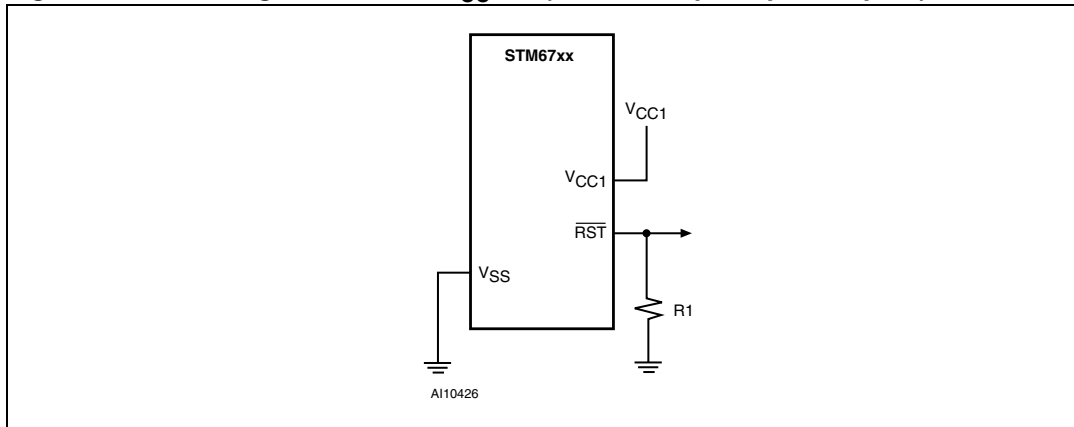 STM67xx
VCC1
VCC1
RST
VSS
R1
AI10426